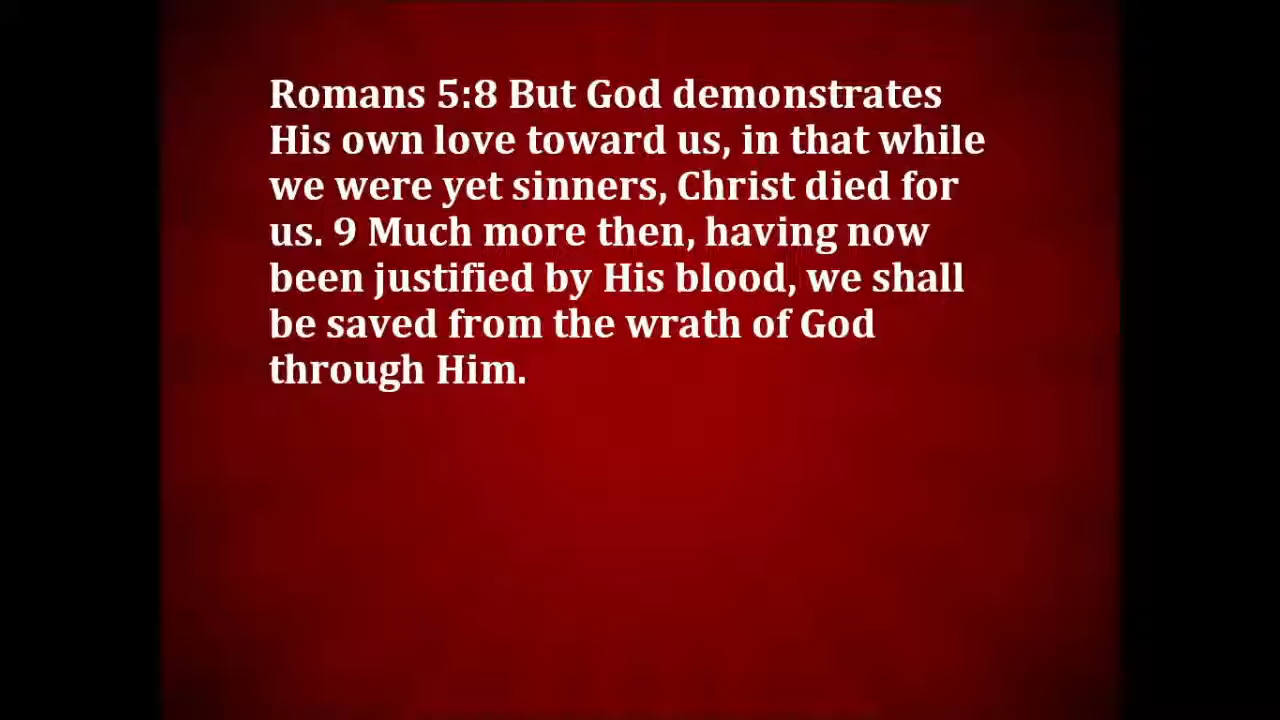 Romans 5:8 But God demonstrates
His own love toward us, in that while
we were yet sinners, Christ died for
us. 9 Much more then, having now
been justified by His blood, we shall
be saved from the wrath of God
through Him.